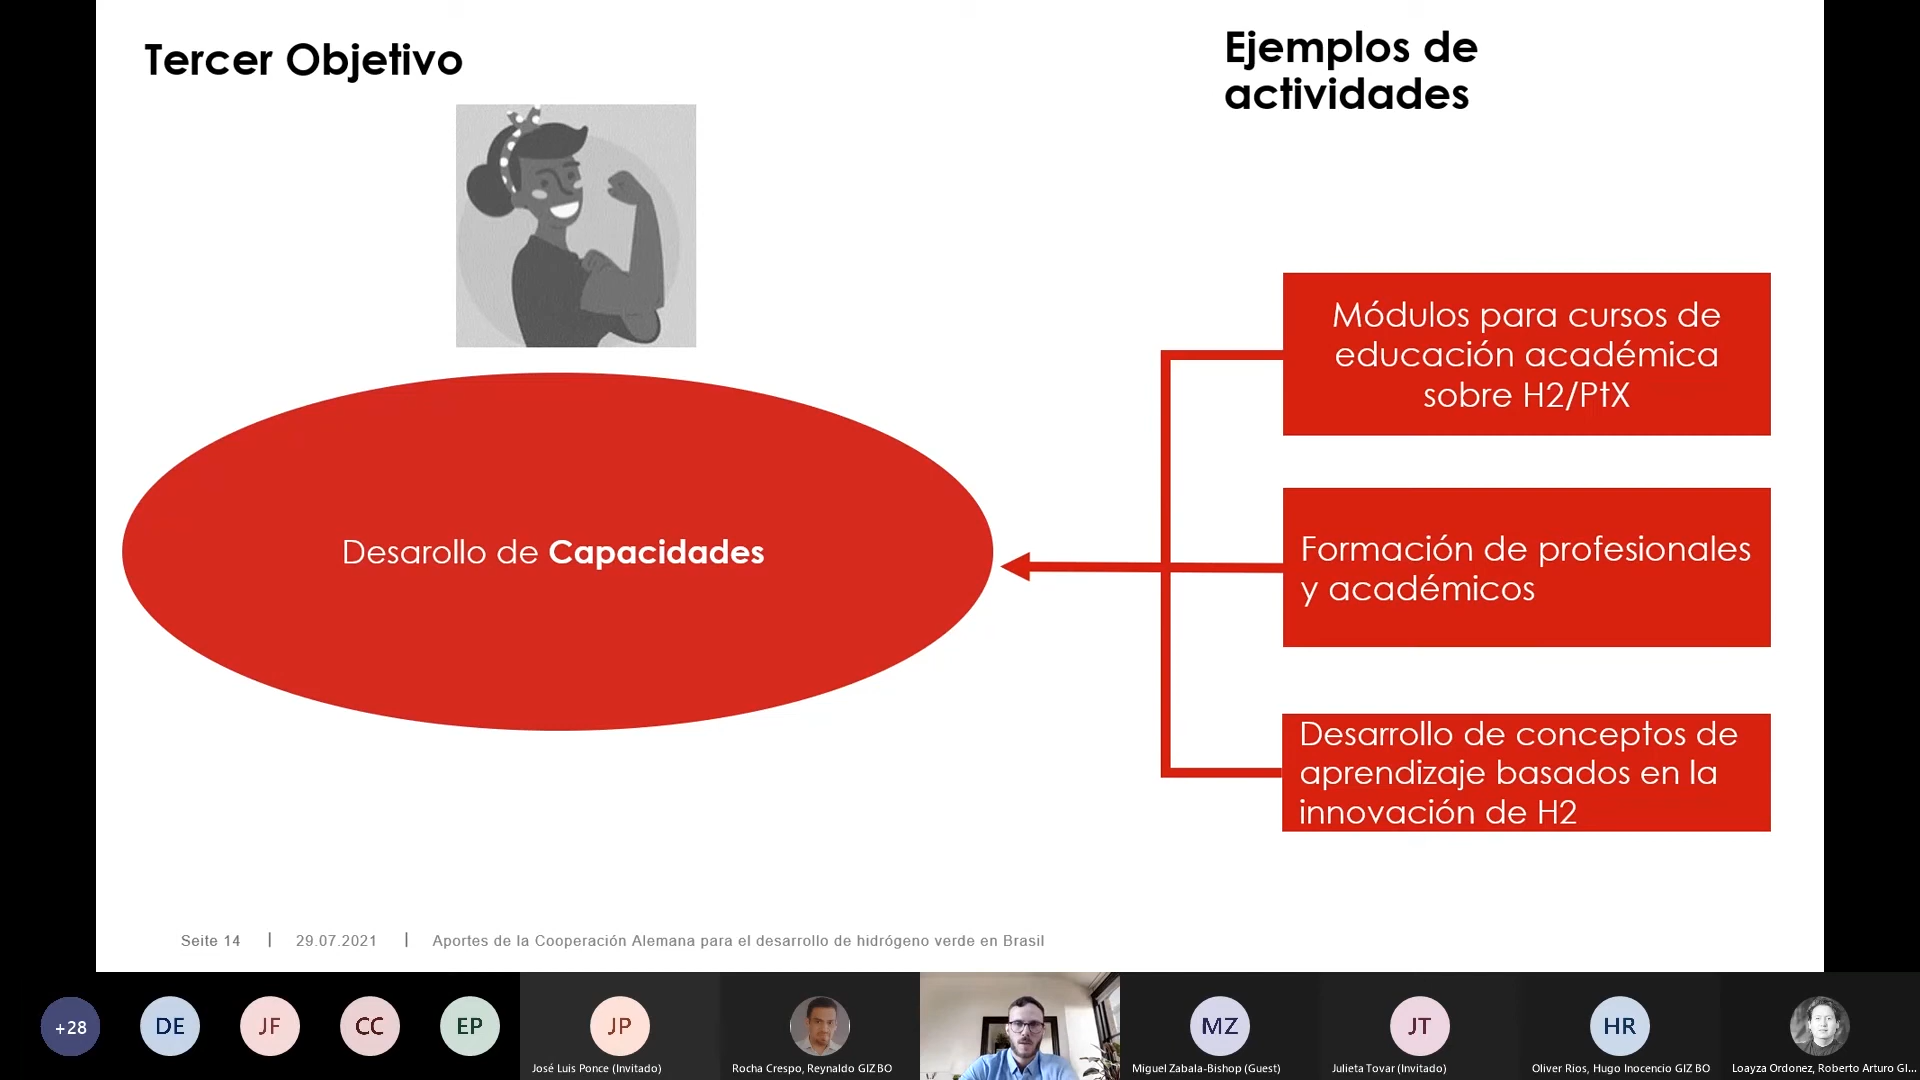 Tercer Objetivo
Ejemplos de
actividades
Desarollo de Capacidades
Módulos para cursos de
educación académica
sobre H2/PtX
Formación de profesionales
y académicos
Desarrollo de conceptos de
aprendizaje basados en la
innovación de H2
Seite 14 | 29.07.2021 | Aportes de la Cooperación Alemana para el desarrollo de hidrógeno verde en Brasil
+28
DE
JF
CC
EP
JP
José Luis Ponce (Invitado)
Rocha Crespo, Reynaldo GIZ BO
MZ
Miguel Zabala-Bishop (Guest)
JT
Julieta Tovar (Invitado)
HR
Oliver Rios, Hugo Inocencio GIZ BO
Loayza Ordonez, Roberto Arturo GI...